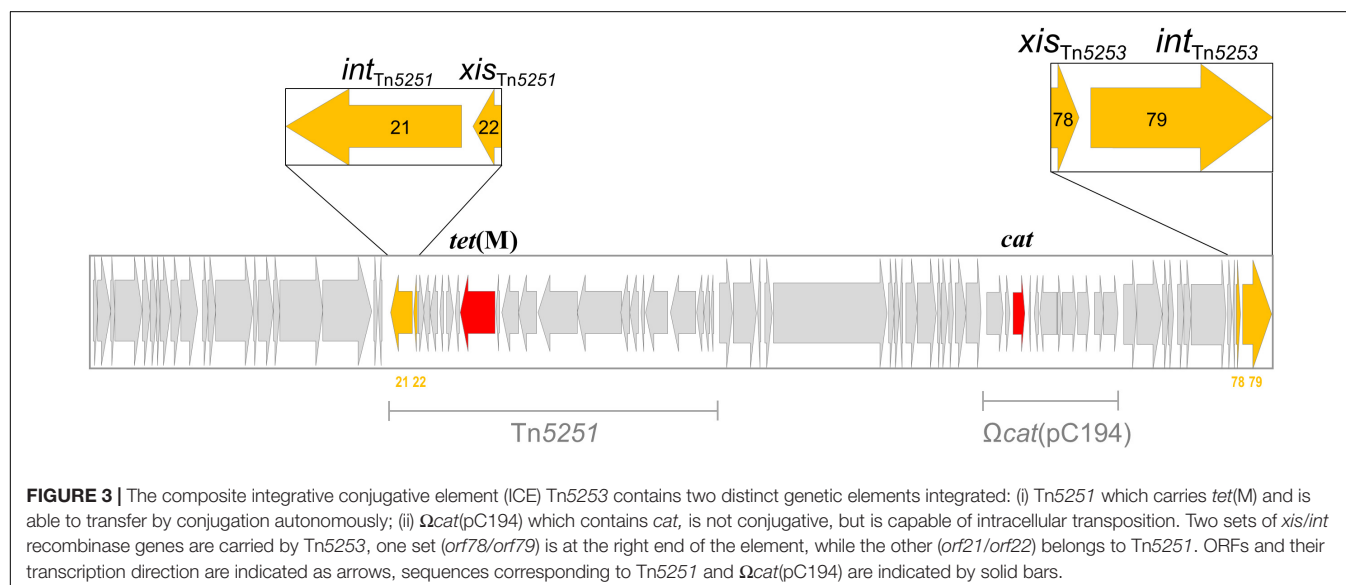 int Tn5251 xis Tn5251
21 22
xis Tn5253 int Tn5253
78 79
tet(M) cat
21 22 78 79
Tn5251 Ωcat(pC194)
FIGURE 3 | The composite integrative conjugative element (ICE) Tn5253 contains two distinct genetic elements integrated: (i) Tn5251 which carries tet(M) and is
able to transfer by conjugation autonomously; (ii) Ωcat(pC194) which contains cat, is not conjugative, but is capable of intracellular transposition. Two sets of xis/int
recombinase genes are carried by Tn5253, one set (orf78/orf79) is at the right end of the element, while the other (orf21/orf22) belongs to Tn5251. ORFs and their
transcription direction are indicated as arrows, sequences corresponding to Tn5251 and Ωcat(pC194) are indicated by solid bars.